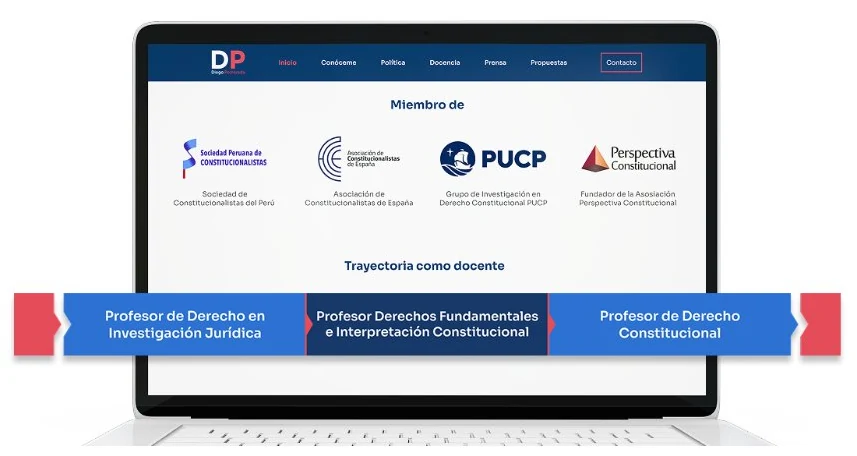 DP
Inicio Conóceme Política Docencia Prensa Propuestas Contacto
Miembro de
Sociedad Peruana de
CONSTITUCIONALISTAS
Asociación de
Constitucionalistas
de España
PUCP
Perspectiva
Constitucional
Sociedad de
Constitucionalistas del Perú
Asociación de
Constitucionalistas de España
Grupo de Investigación en
Derecho Constitucional PUCP
Fundador de la Asosiación
Perspectiva Constitucional
Trayectoria como docente
Profesor de Derecho en
Investigación Jurídica
Profesor Derechos Fundamentales
e Interpretación Constitucional
Profesor de Derecho
Constitucional